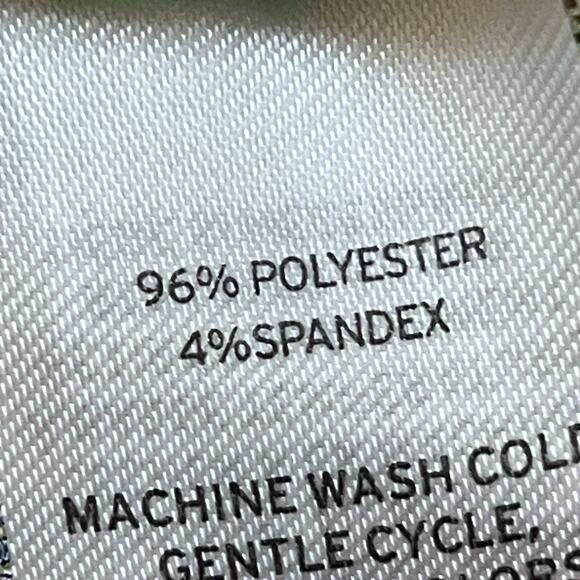 96% POLYESTER
4%SPANDEX
MACHINE WASH COLD
GENTLE CYCLE,